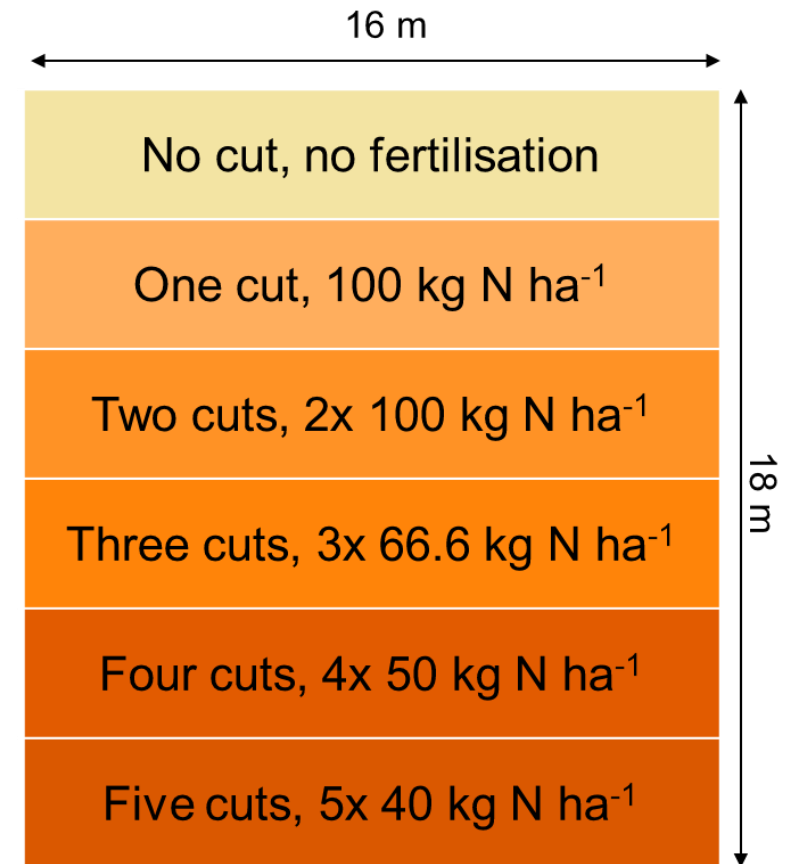 16 m
No cut, no fertilisation
One cut, 100 kg N ha⁻¹
Two cuts, 2x 100 kg N ha⁻¹
Three cuts, 3x 66.6 kg N ha⁻¹
18 m
Four cuts, 4x 50 kg N ha⁻¹
Five cuts, 5x 40 kg N ha⁻¹